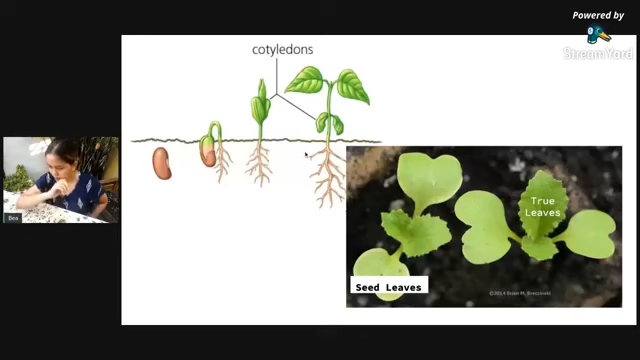 Powered by
StreamYard
cotyledons
True
Leaves
Seed Leaves
Bea